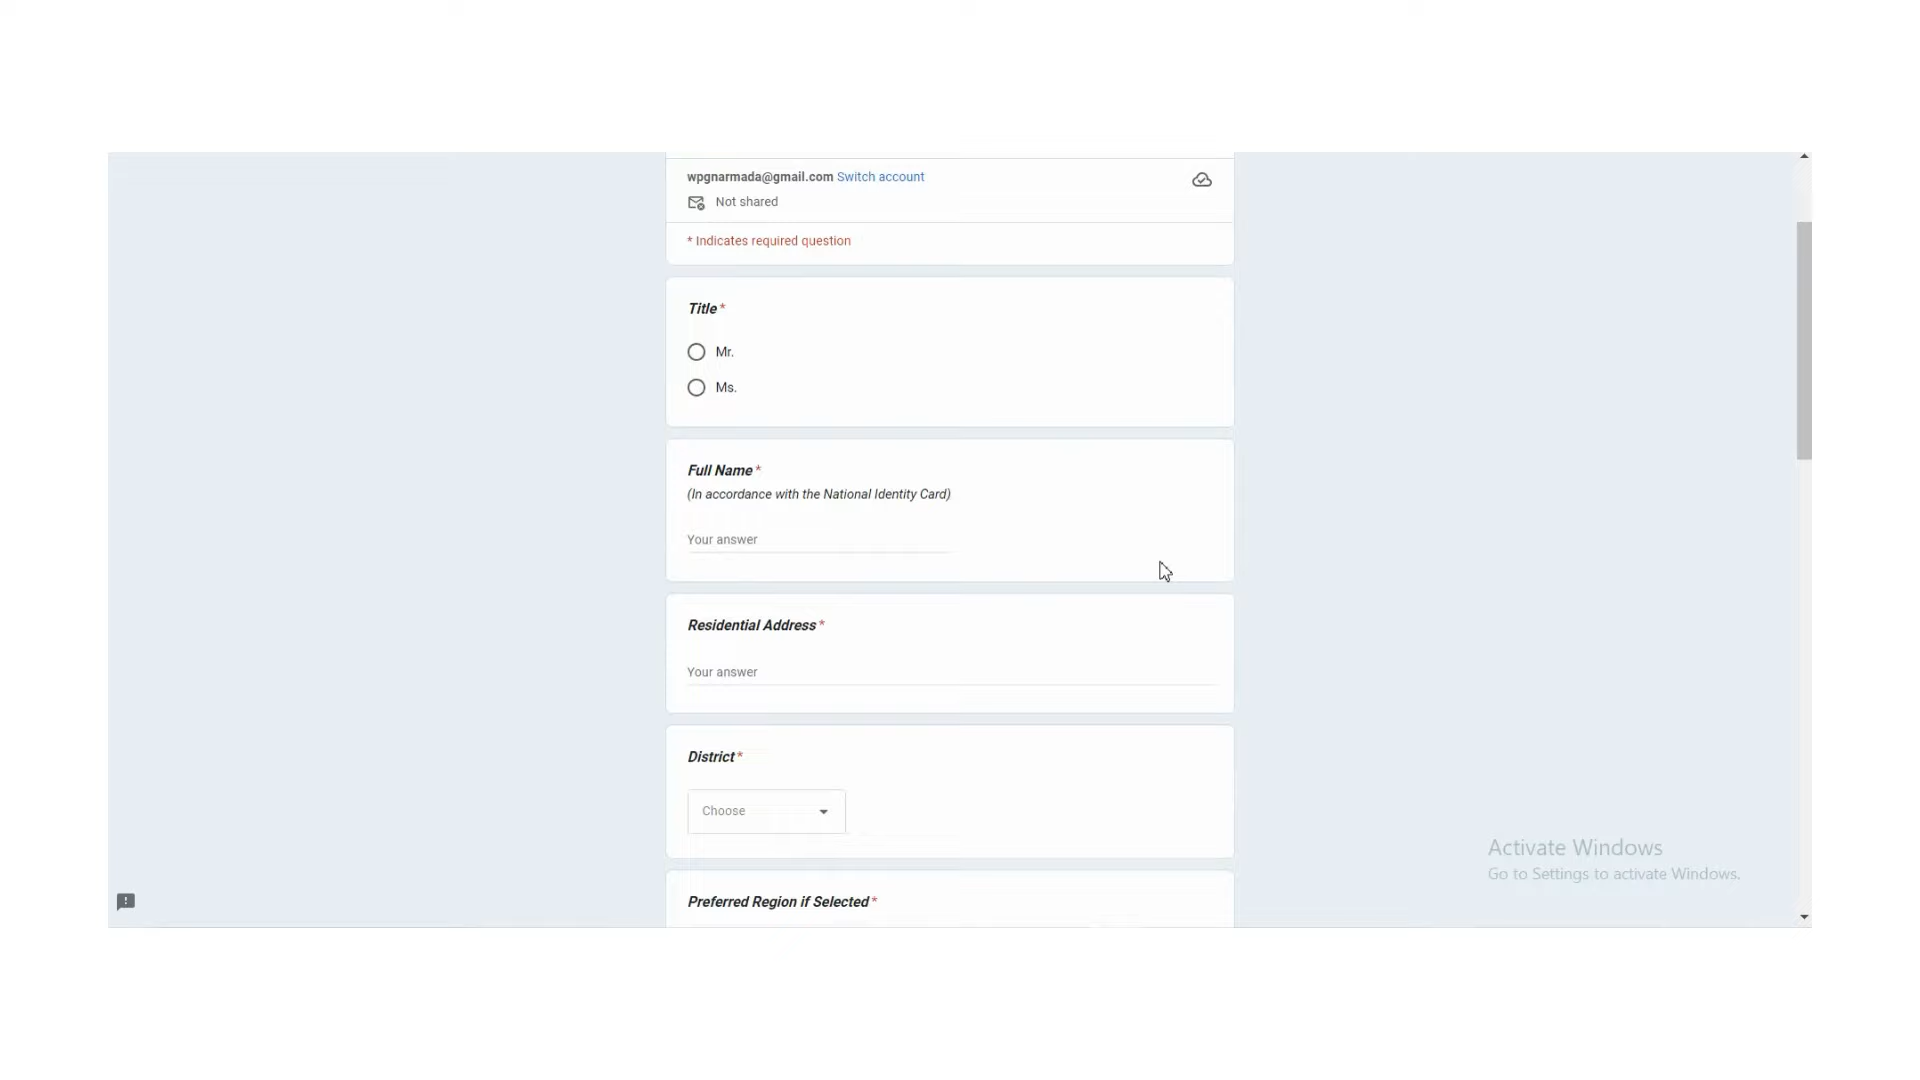 wpgnarmada@gmail.com Switch account
Not shared
* Indicates required question
Title *
Mr.
Ms.
Full Name *
(In accordance with the National Identity Card)
Your answer
Residential Address *
Your answer
District *
Choose
Preferred Region if Selected *
Activate Windows
Go to Settings to activate Windows.